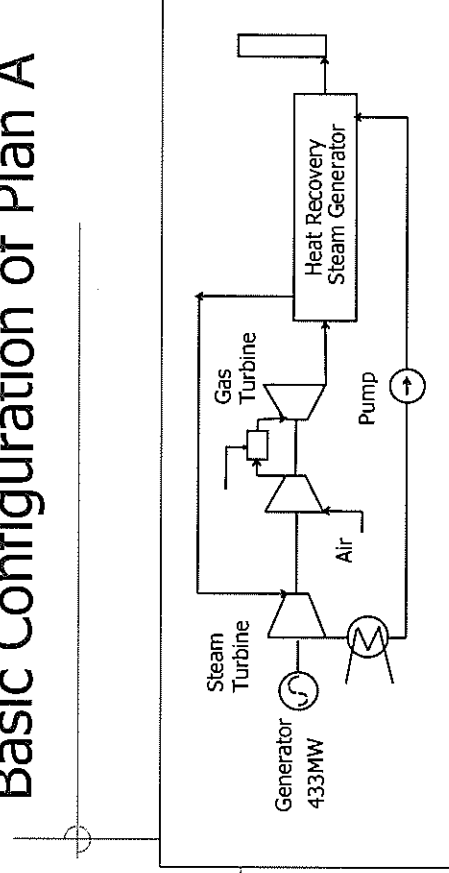 Basic Configuration of Plan A
Steam
Turbine
Generator
433MW
Air
Gas
Turbine
Pump
Heat Recovery
Steam Generator